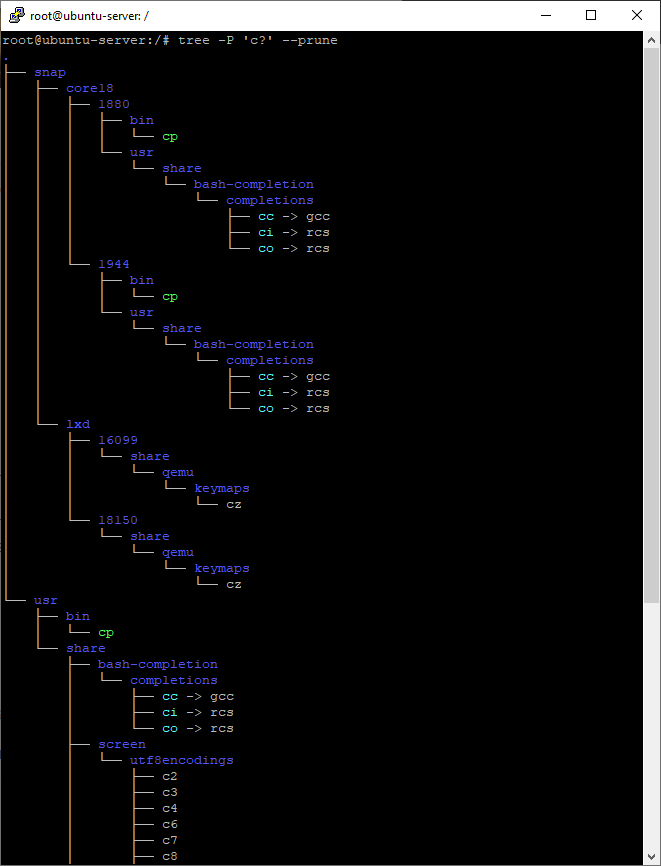 root@ubuntu-server: /
root@ubuntu-server:/# tree -P 'c?' --prune
.
├── snap
│   ├── core18
│   │   ├── 1880
│   │   │   ├── bin
│   │   │   │   └── cp
│   │   │   └── usr
│   │   │       └── share
│   │   │           └── bash-completion
│   │   │               └── completions
│   │   │                   ├── cc -> gcc
│   │   │                   ├── ci -> rcs
│   │   │                   └── co -> rcs
│   │   └── 1944
│   │       ├── bin
│   │       │   └── cp
│   │       └── usr
│   │           └── share
│   │               └── bash-completion
│   │                   └── completions
│   │                       ├── cc -> gcc
│   │                       ├── ci -> rcs
│   │                       └── co -> rcs
│   └── lxd
│       ├── 16099
│       │   └── share
│       │       └── qemu
│       │           └── keymaps
│       │               └── cz
│       └── 18150
│           └── share
│               └── qemu
│                   └── keymaps
│                       └── cz
└── usr
    ├── bin
    │   └── cp
    └── share
        ├── bash-completion
        │   └── completions
        │       ├── cc -> gcc
        │       ├── ci -> rcs
        │       └── co -> rcs
        ├── screen
        │   └── utf8encodings
        │       ├── c2
        │       ├── c3
        │       ├── c4
        │       ├── c6
        │       ├── c7
        │       ├── c8